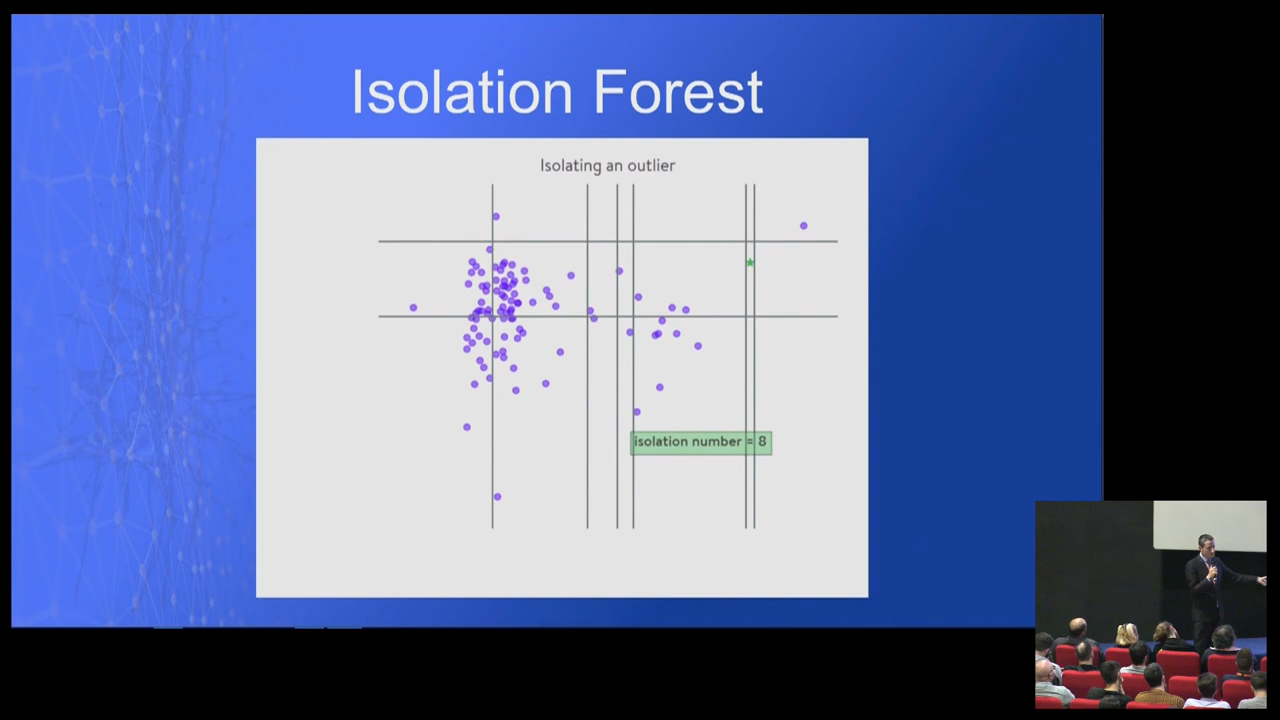 Isolation Forest
Isolating an outlier
isolation number = 8